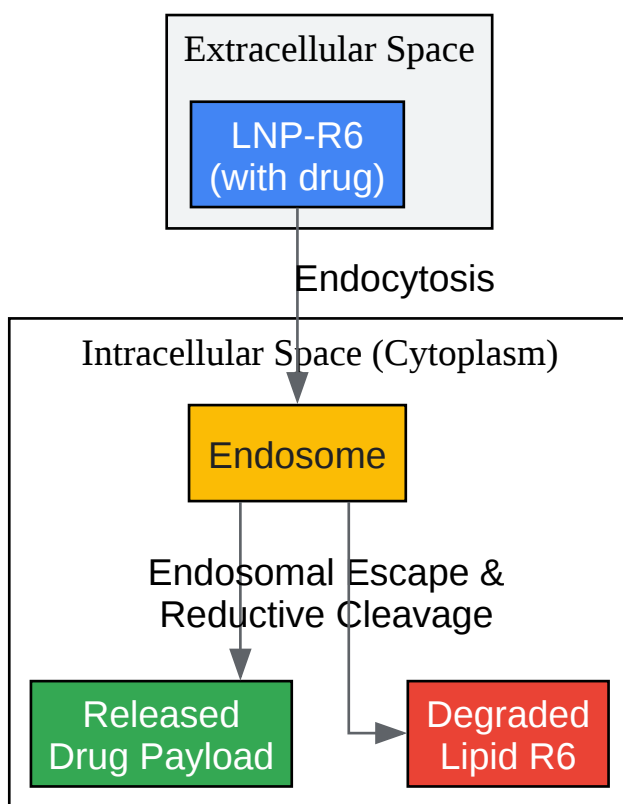 Extracellular Space
LNP-R6
(with drug)
Endocytosis
Intracellular Space (Cytoplasm)
Endosome
Endosomal Escape &
Reductive Cleavage
Released
Drug Payload
Degraded
Lipid R6